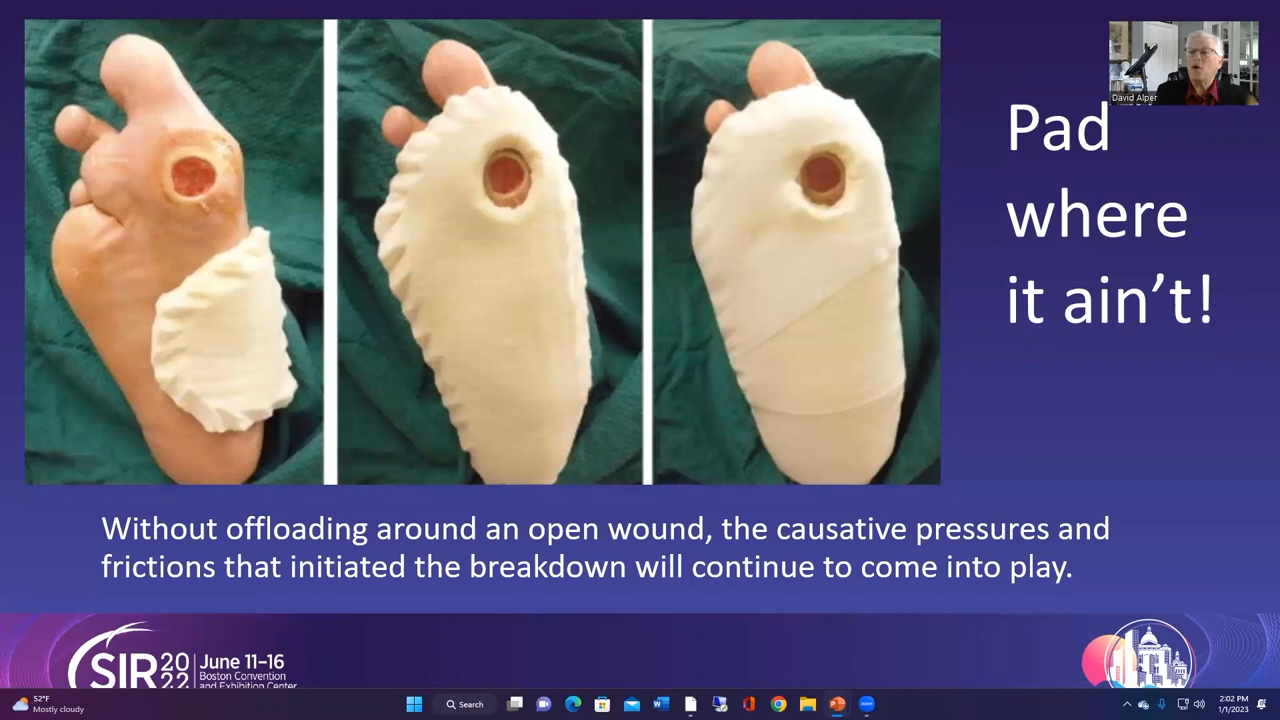 David Alper
Pad
where
it ain’t!
Without offloading around an open wound, the causative pressures and
frictions that initiated the breakdown will continue to come into play.
SIR 20
22
June 11–16
Boston Convention
and Exhibition Center
52°F
Mostly cloudy
Search
2:02 PM
1/1/2023